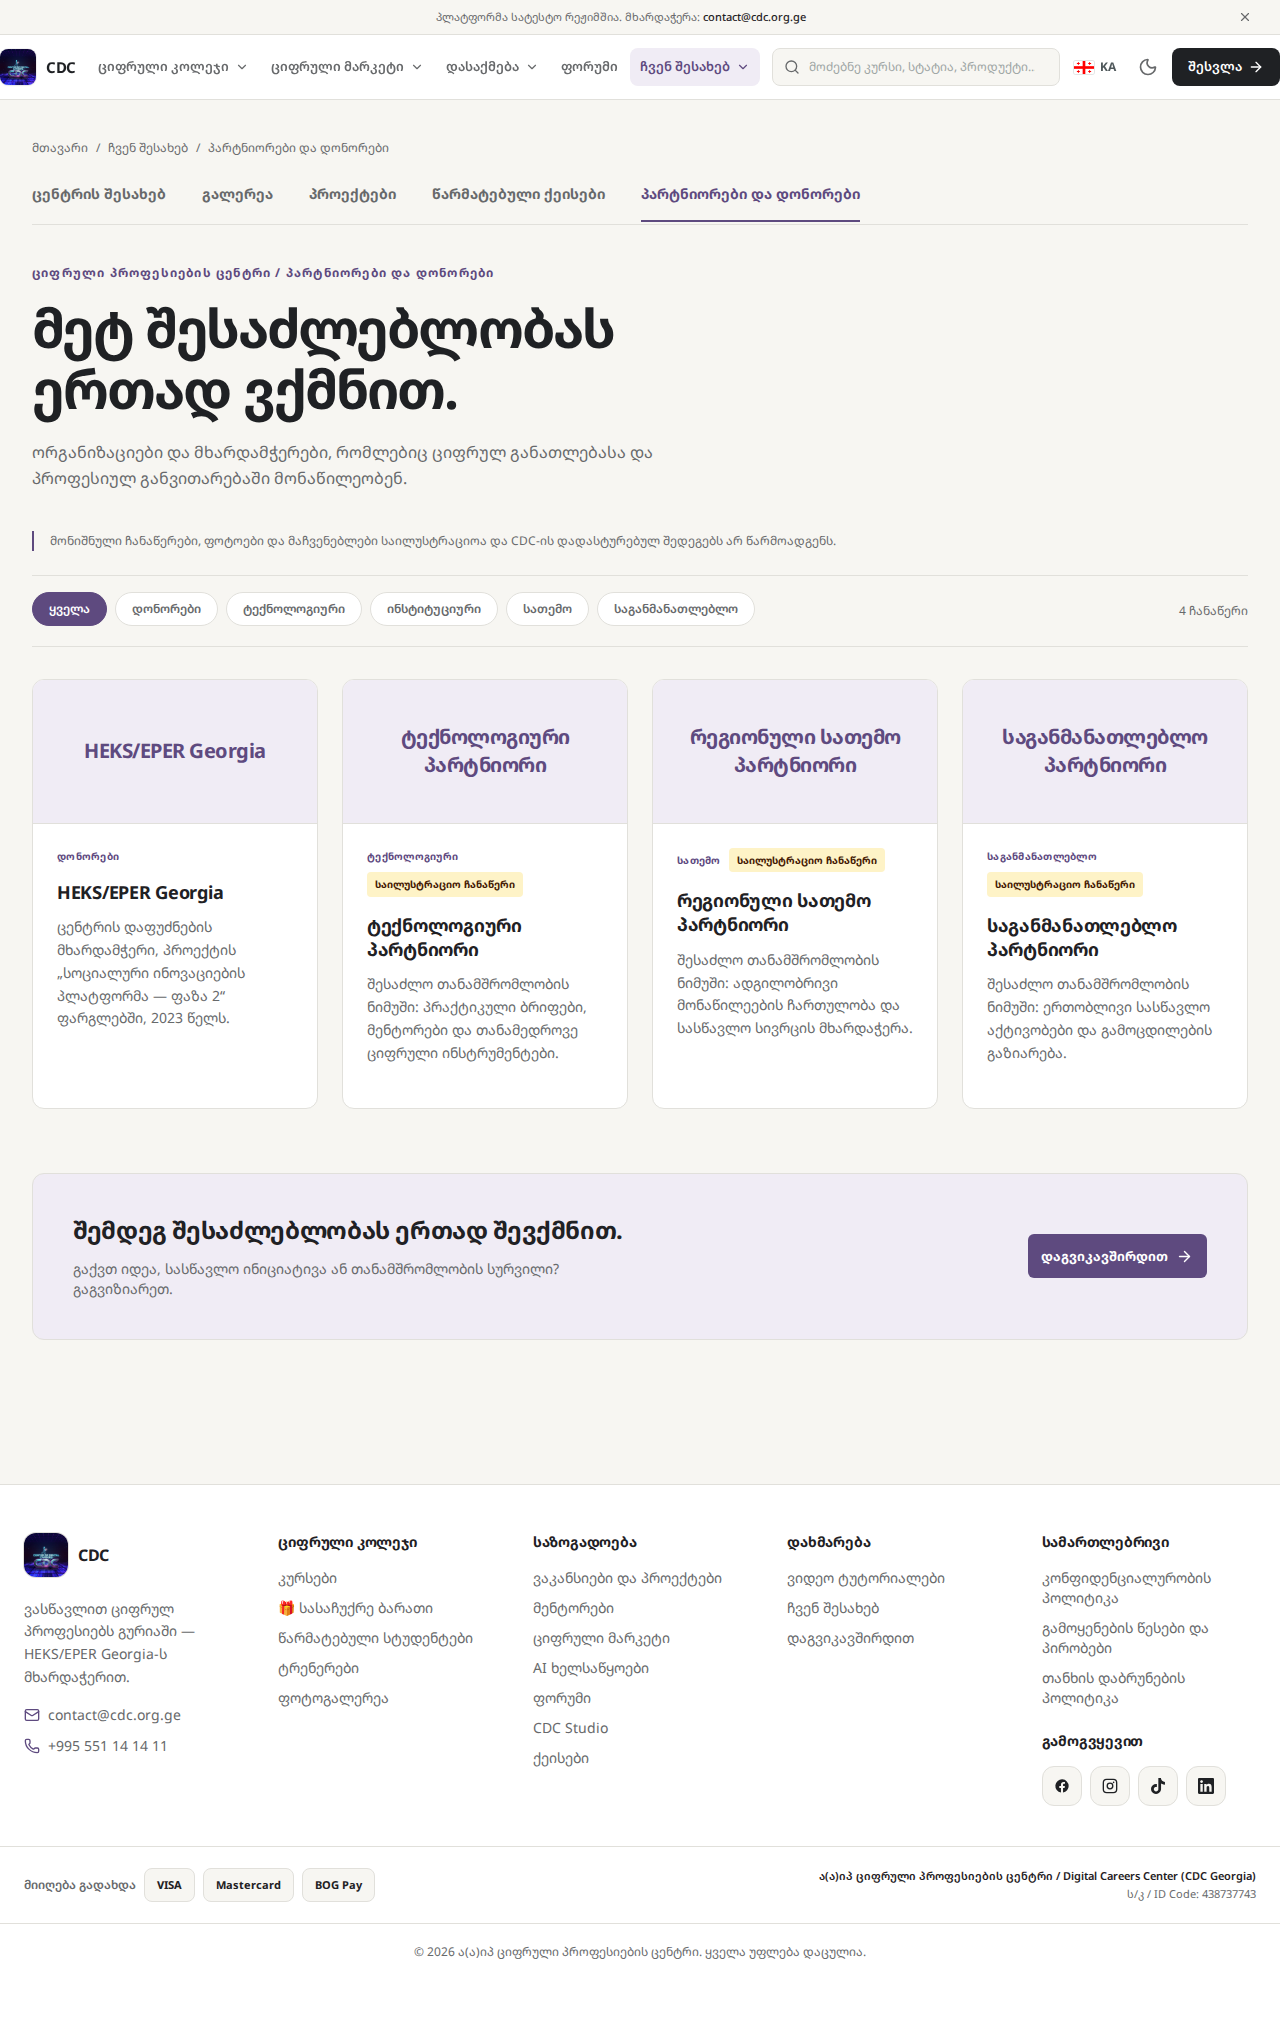 პლატფორმა სატესტო რეჟიმშია. მხარდაჭერა: contact@cdc.org.ge
CDC
ციფრული კოლეჯი
ციფრული მარკეტი
დასაქმება
ფორუმი
ჩვენ შესახებ
მოძებნე კურსი, სტატია, პროდუქტი..
KA
შესვლა
მთავარი / ჩვენ შესახებ / პარტნიორები და დონორები
ცენტრის შესახებ
გალერეა
პროექტები
წარმატებული ქეისები
პარტნიორები და დონორები
ციფრული პროფესიების ცენტრი / პარტნიორები და დონორები
მეტ შესაძლებლობას
ერთად ვქმნით.
ორგანიზაციები და მხარდამჭერები, რომლებიც ციფრულ განათლებასა და
პროფესიულ განვითარებაში მონაწილეობენ.
მონიშნული ჩანაწერები, ფოტოები და მაჩვენებლები საილუსტრაციოა და CDC-ის დადასტურებულ შედეგებს არ წარმოადგენს.
ყველა
დონორები
ტექნოლოგიური
ინსტიტუციური
სათემო
საგანმანათლებლო
4 ჩანაწერი
HEKS/EPER Georgia
დონორები
HEKS/EPER Georgia
ცენტრის დაფუძნების
მხარდამჭერი, პროექტის
„სოციალური ინოვაციების
პლატფორმა — ფაზა 2“
ფარგლებში, 2023 წელს.
ტექნოლოგიური
პარტნიორი
ტექნოლოგიური
საილუსტრაციო ჩანაწერი
ტექნოლოგიური
პარტნიორი
შესაძლო თანამშრომლობის
ნიმუში: პრაქტიკული ბრიფები,
მენტორები და თანამედროვე
ციფრული ინსტრუმენტები.
რეგიონული სათემო
პარტნიორი
სათემო
საილუსტრაციო ჩანაწერი
რეგიონული სათემო
პარტნიორი
შესაძლო თანამშრომლობის
ნიმუში: ადგილობრივი
მონაწილეების ჩართულობა და
სასწავლო სივრცის მხარდაჭერა.
საგანმანათლებლო
პარტნიორი
საგანმანათლებლო
საილუსტრაციო ჩანაწერი
საგანმანათლებლო
პარტნიორი
შესაძლო თანამშრომლობის
ნიმუში: ერთობლივი სასწავლო
აქტივობები და გამოცდილების
გაზიარება.
შემდეგ შესაძლებლობას ერთად შევქმნით.
გაქვთ იდეა, სასწავლო ინიციატივა ან თანამშრომლობის სურვილი?
გაგვიზიარეთ.
დაგვიკავშირდით
CDC
ვასწავლით ციფრულ
პროფესიებს გურიაში —
HEKS/EPER Georgia-ს
მხარდაჭერით.
contact@cdc.org.ge
+995 551 14 14 11
ციფრული კოლეჯი
კურსები
🎁 სასაჩუქრე ბარათი
წარმატებული სტუდენტები
ტრენერები
ფოტოგალერეა
საზოგადოება
ვაკანსიები და პროექტები
მენტორები
ციფრული მარკეტი
AI ხელსაწყოები
ფორუმი
CDC Studio
ქეისები
დახმარება
ვიდეო ტუტორიალები
ჩვენ შესახებ
დაგვიკავშირდით
სამართლებრივი
კონფიდენციალურობის
პოლიტიკა
გამოყენების წესები და
პირობები
თანხის დაბრუნების
პოლიტიკა
გამოგვყევით
მიიღება გადახდა
VISA
Mastercard
BOG Pay
ა(ა)იპ ციფრული პროფესიების ცენტრი / Digital Careers Center (CDC Georgia)
ს/კ / ID Code: 438737743
© 2026 ა(ა)იპ ციფრული პროფესიების ცენტრი. ყველა უფლება დაცულია.